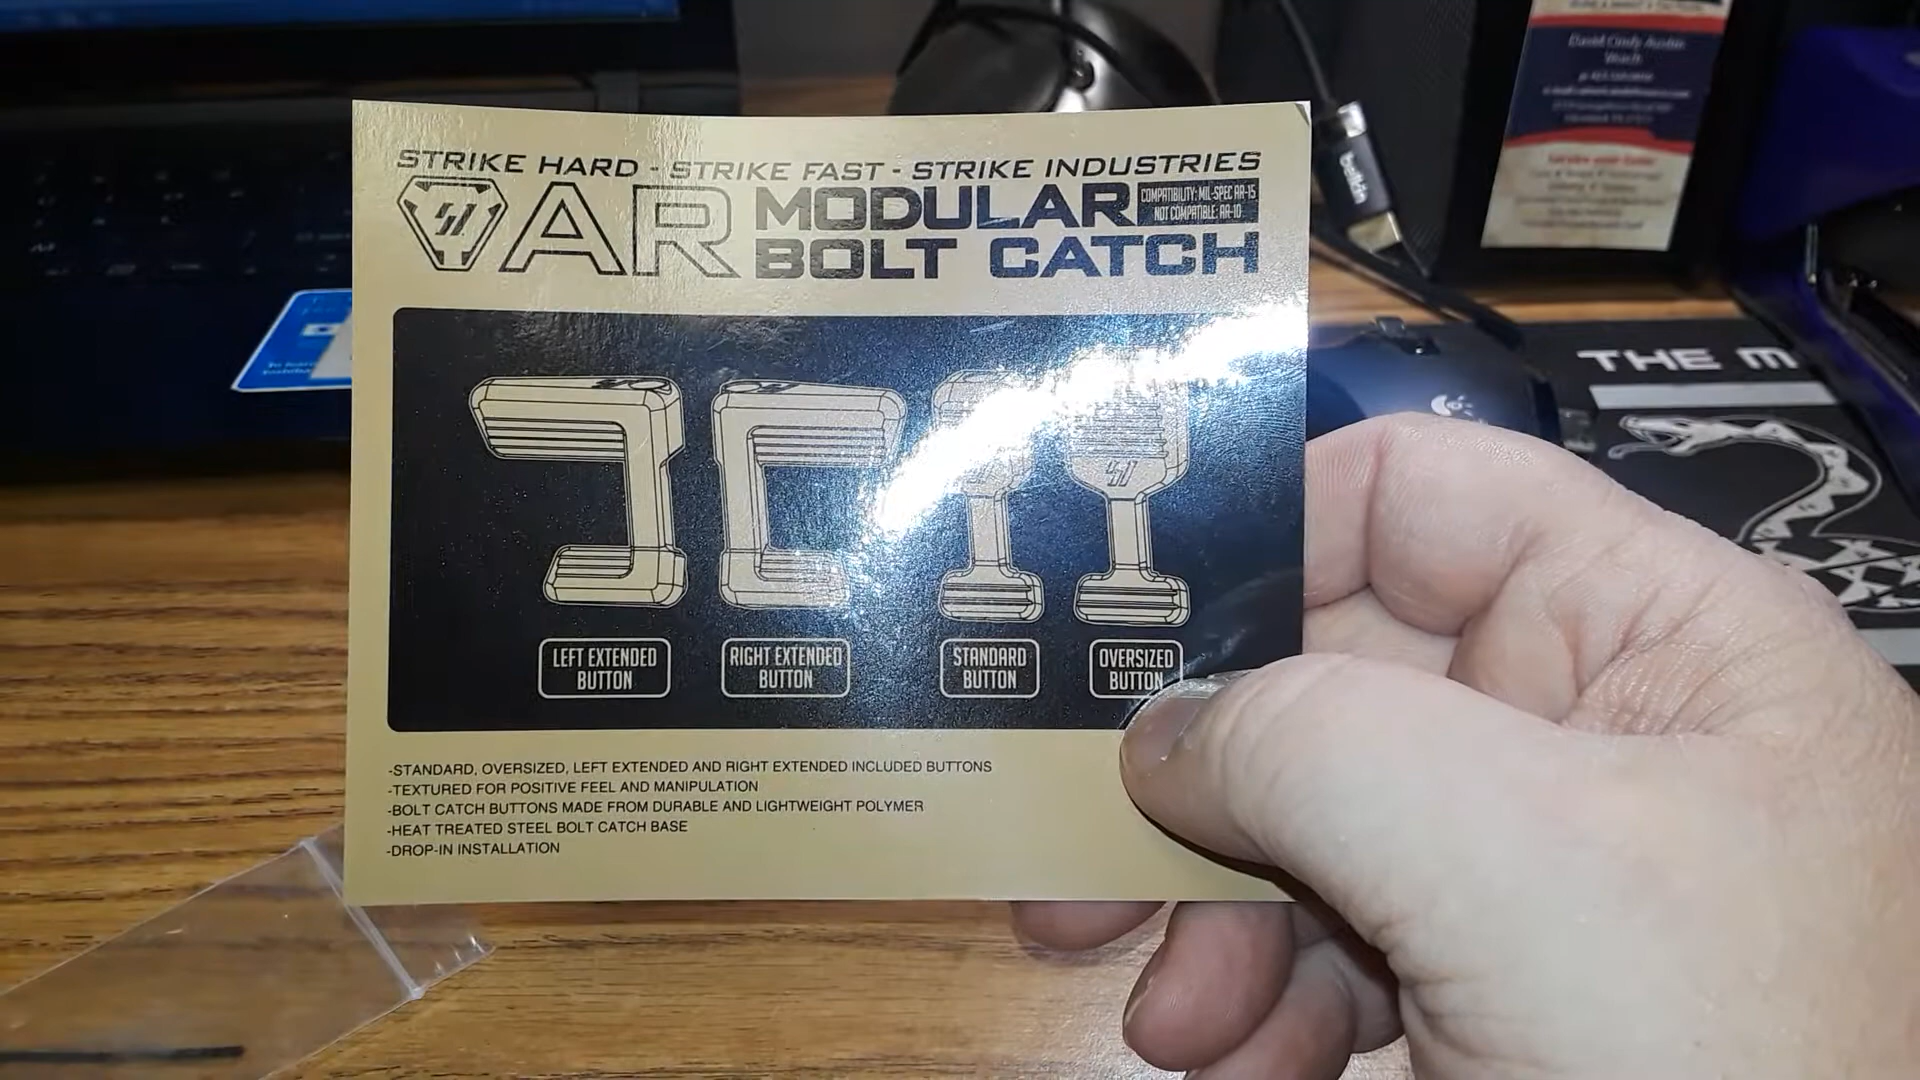 STRIKE HARD - STRIKE FAST - STRIKE INDUSTRIES
AR MODULAR BOLT CATCH
COMPATIBILITY: MIL-SPEC AR-15
NOT COMPATIBLE: AR-10
LEFT EXTENDED
BUTTON
RIGHT EXTENDED
BUTTON
STANDARD
BUTTON
OVERSIZED
BUTTON
-STANDARD, OVERSIZED, LEFT EXTENDED AND RIGHT EXTENDED INCLUDED BUTTONS
-TEXTURED FOR POSITIVE FEEL AND MANIPULATION
-BOLT CATCH BUTTONS MADE FROM DURABLE AND LIGHTWEIGHT POLYMER
-HEAT TREATED STEEL BOLT CATCH BASE
-DROP-IN INSTALLATION
belkin
THE M
David Cindy Austin